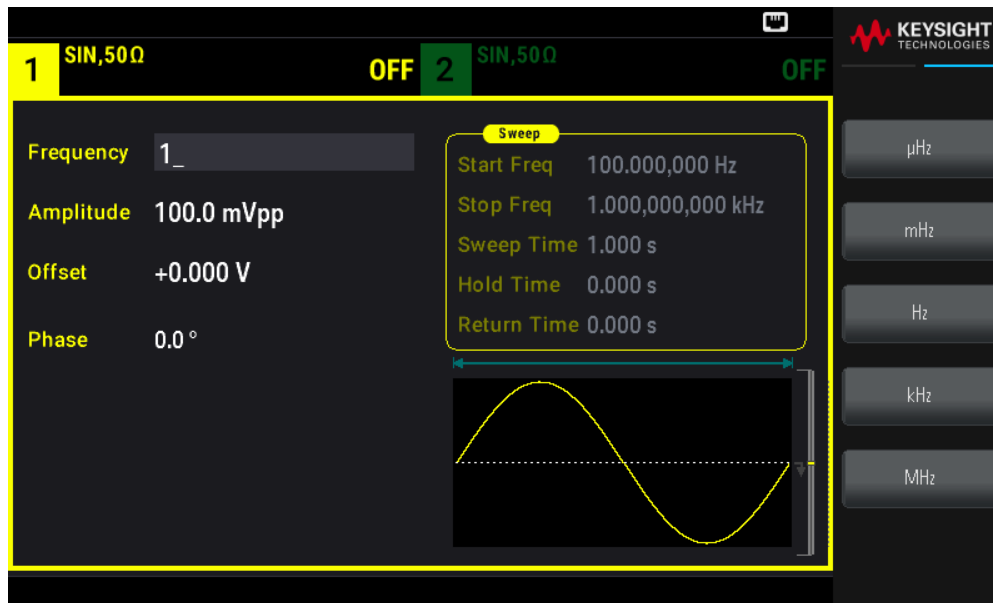 KEYSIGHT
TECHNOLOGIES
1 SIN,50Ω OFF
2 SIN,50Ω OFF
Frequency 1_
Amplitude 100.0 mVpp
Offset +0.000 V
Phase 0.0 °
Sweep
Start Freq 100.000,000 Hz
Stop Freq 1.000,000,000 kHz
Sweep Time 1.000 s
Hold Time 0.000 s
Return Time 0.000 s
µHz
mHz
Hz
kHz
MHz